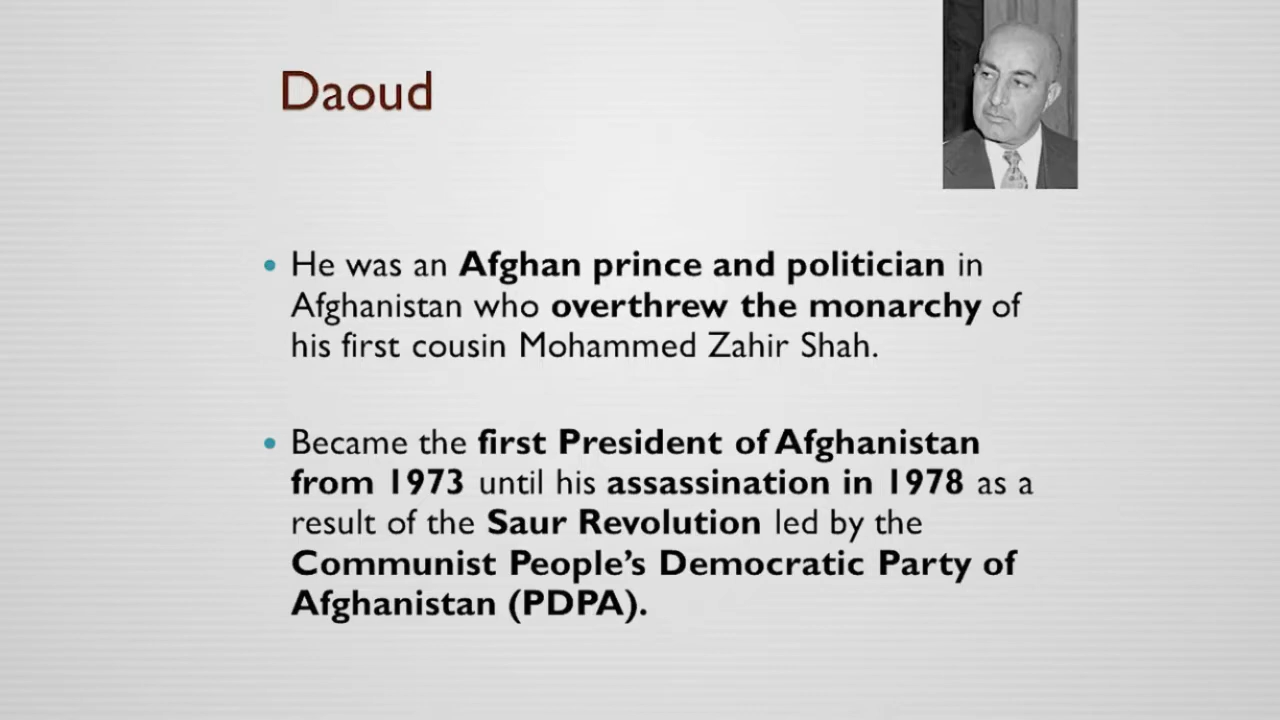 Daoud
• He was an Afghan prince and politician in
Afghanistan who overthrew the monarchy of
his first cousin Mohammed Zahir Shah.
• Became the first President of Afghanistan
from 1973 until his assassination in 1978 as a
result of the Saur Revolution led by the
Communist People’s Democratic Party of
Afghanistan (PDPA).